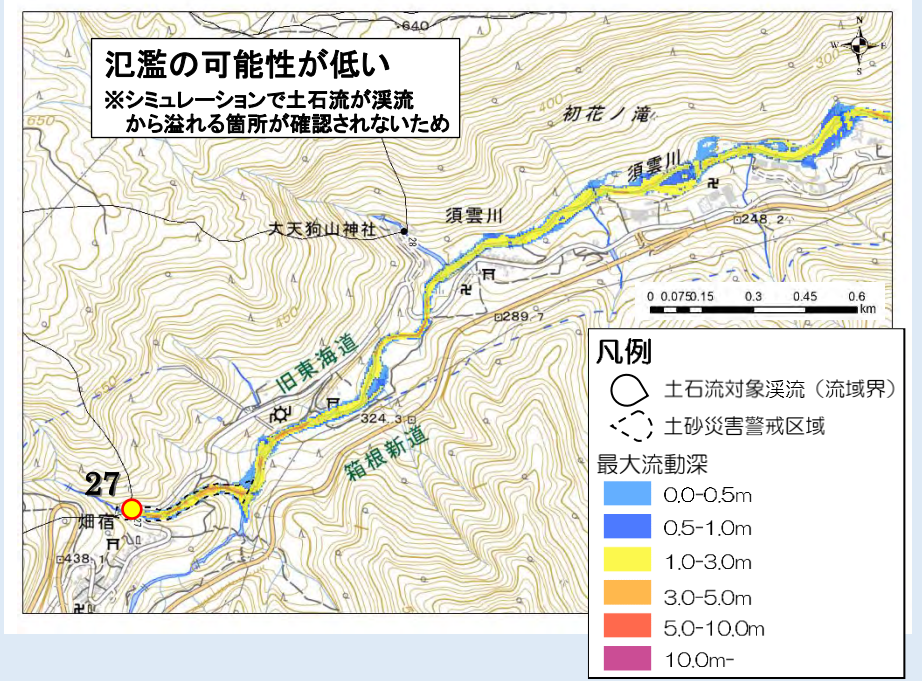 氾濫の可能性が低い
※シミュレーションで土石流が渓流
から溢れる箇所が確認されないため
・640
N
W E
S
300
400
650
初花ノ滝
須雲川
須雲川
248.2
大天狗山神社
28
450
289.7
0 0.075 0.15 0.3 0.45 0.6
km
旧東海道
324.3
箱根新道
27
畑宿
27
438.1
凡例
土石流対象渓流（流域界）
土砂災害警戒区域
最大流動深
0.0-0.5m
0.5-1.0m
1.0-3.0m
3.0-5.0m
5.0-10.0m
10.0m-